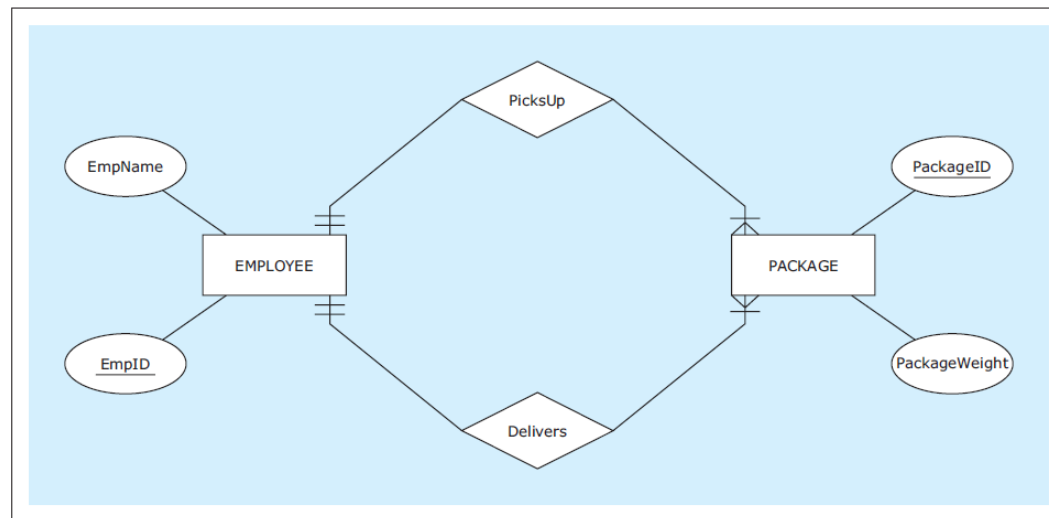 PicksUp
EmpName
PackageID
EMPLOYEE
PACKAGE
EmpID
PackageWeight
Delivers